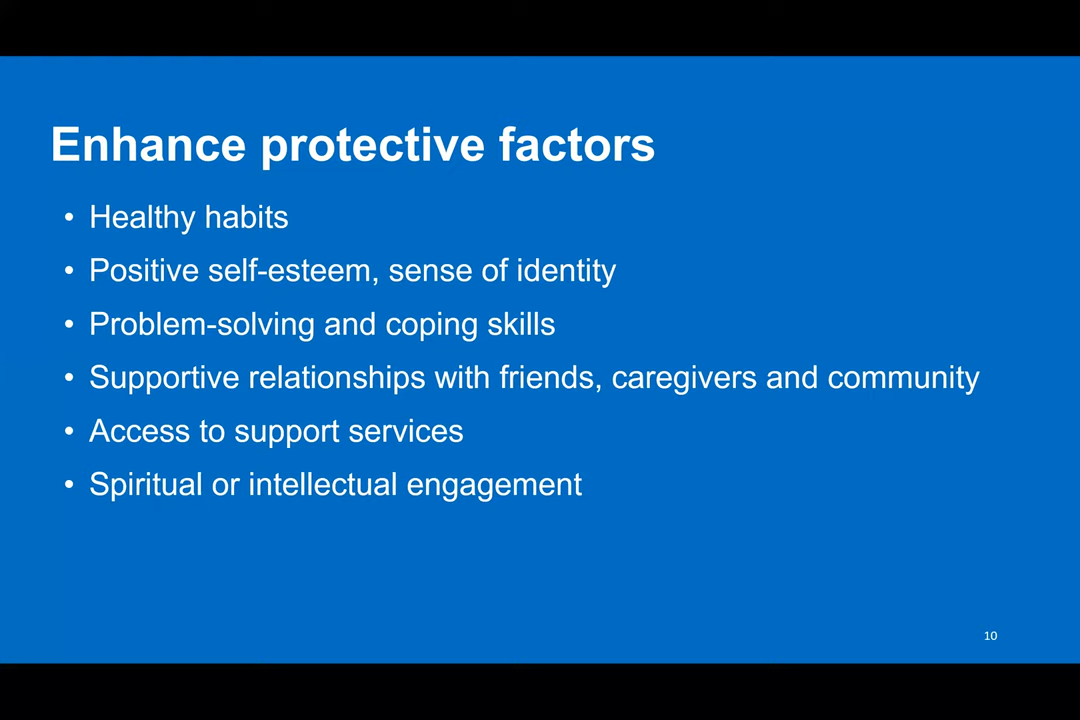 Enhance protective factors
• Healthy habits
• Positive self-esteem, sense of identity
• Problem-solving and coping skills
• Supportive relationships with friends, caregivers and community
• Access to support services
• Spiritual or intellectual engagement
10